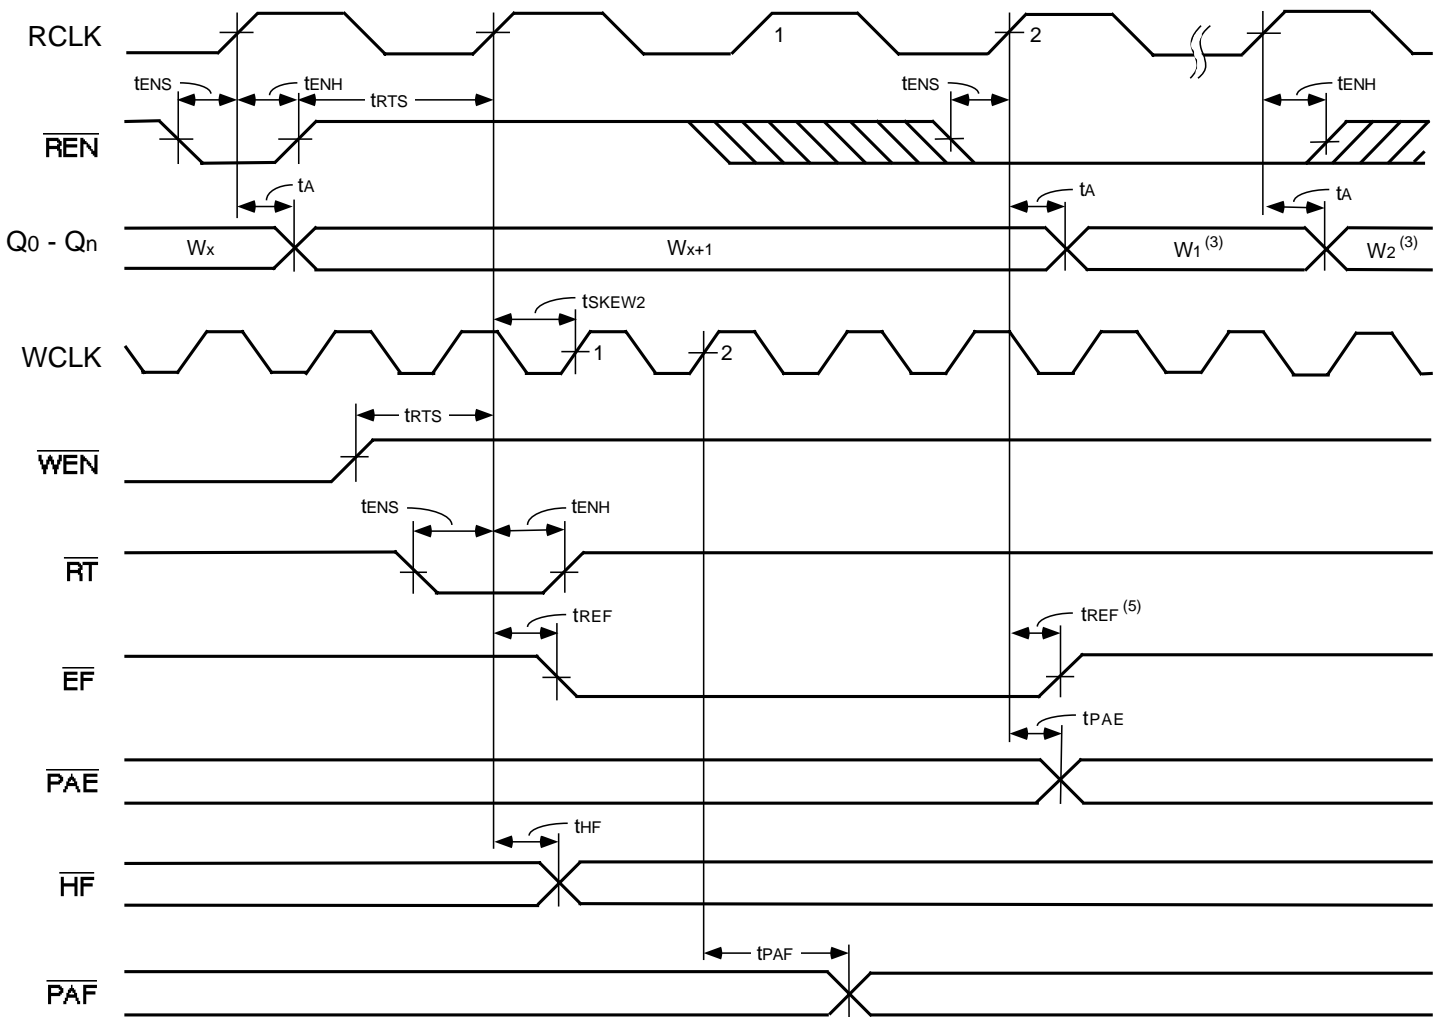 RCLK 1 2
tENS tENH tRTS tENS tENH
REN
tA tA tA
Q0 - Qn Wx Wx+1 W1 (3) W2 (3)
tSKEW2
WCLK 1 2
tRTS
WEN
tENS tENH
RT
tREF tREF (5)
EF
tPAE
PAE
tHF
HF
tPAF
PAF